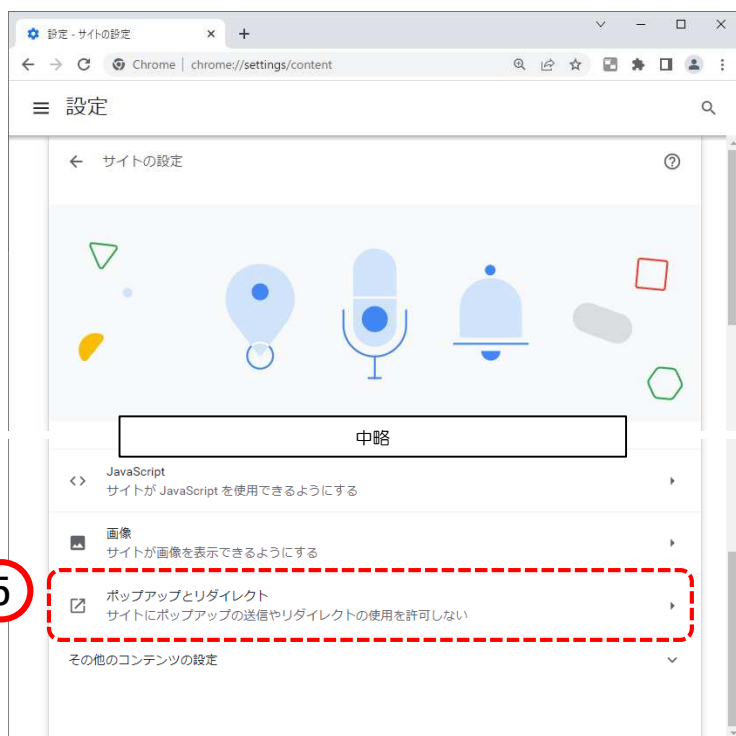 設定 - サイトの設定
Chrome | chrome://settings/content
設定
サイトの設定
中略
JavaScript
サイトが JavaScript を使用できるようにする
画像
サイトが画像を表示できるようにする
5
ポップアップとリダイレクト
サイトにポップアップの送信やリダイレクトの使用を許可しない
その他のコンテンツの設定